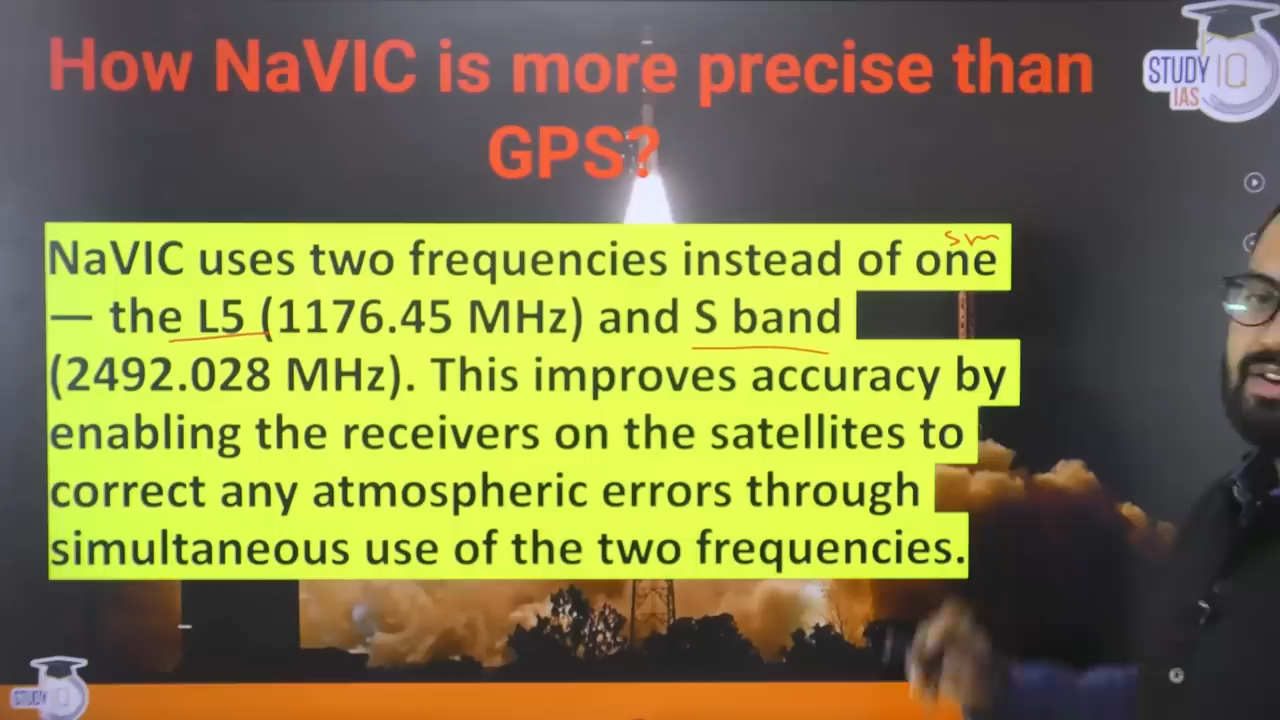 How NaVIC is more precise than
GPS?
STUDY IQ
IAS
5m
NaVIC uses two frequencies instead of one
— the L5 (1176.45 MHz) and S band
(2492.028 MHz). This improves accuracy by
enabling the receivers on the satellites to
correct any atmospheric errors through
simultaneous use of the two frequencies.
STUDY IQ